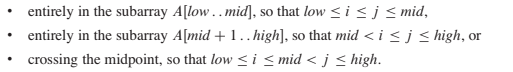 • entirely in the subarray A[low . . mid], so that low ≤ i ≤ j ≤ mid,
• entirely in the subarray A[mid + 1 . . high], so that mid < i ≤ j ≤ high, or
• crossing the midpoint, so that low ≤ i ≤ mid < j ≤ high.